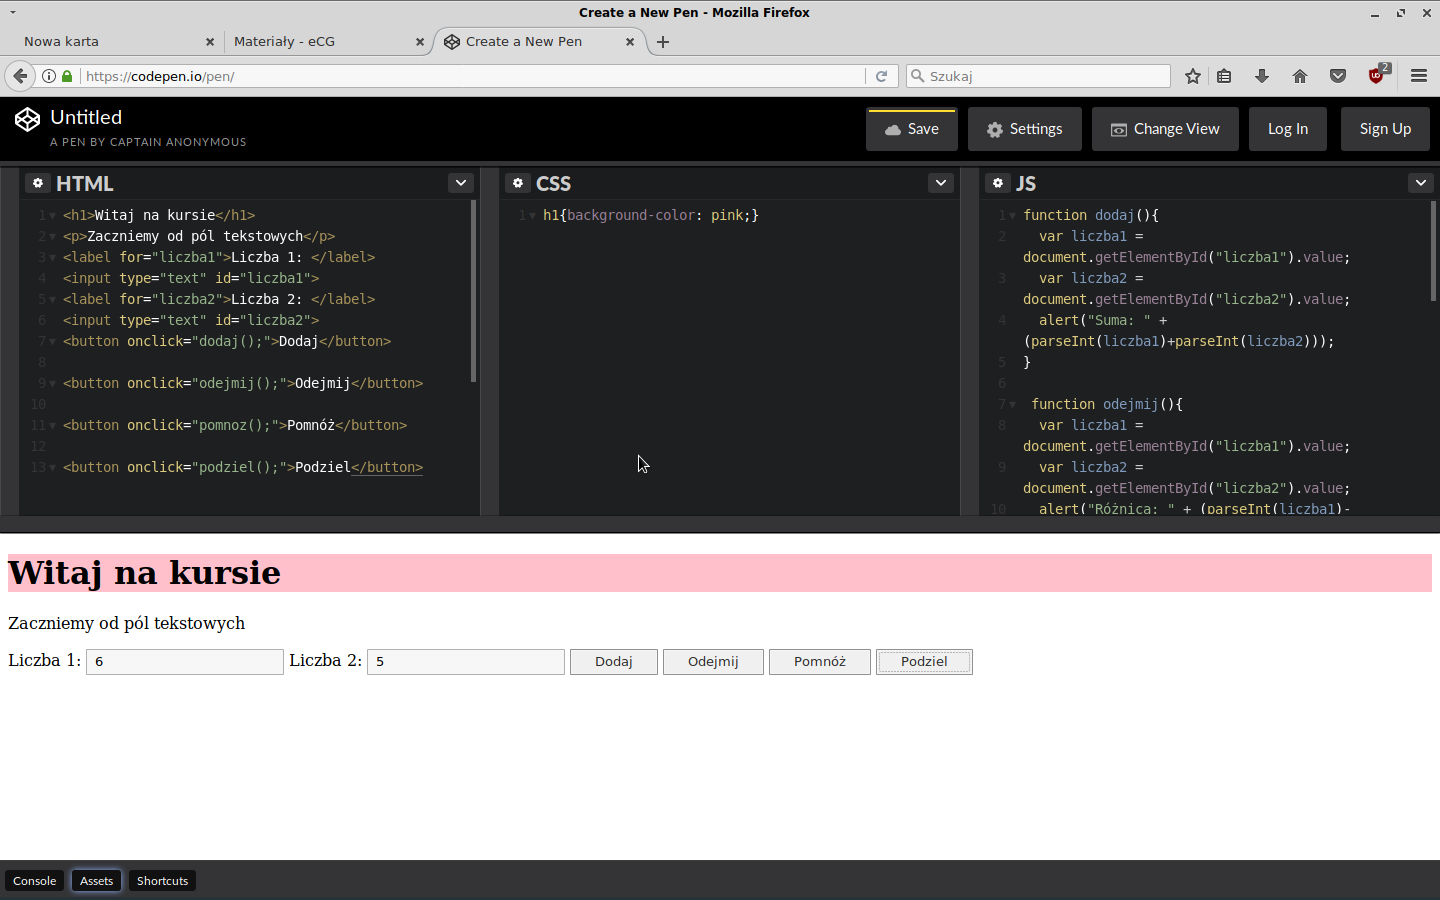 Create a New Pen - Mozilla Firefox
Nowa karta
Materiały - eCG
Create a New Pen
https://codepen.io/pen/
Szukaj
2
Untitled
A PEN BY CAPTAIN ANONYMOUS
Save
Settings
Change View
Log In
Sign Up
HTML
1 <h1>Witaj na kursie</h1>
2 <p>Zaczniemy od pól tekstowych</p>
3 <label for="liczba1">Liczba 1: </label>
4 <input type="text" id="liczba1">
5 <label for="liczba2">Liczba 2: </label>
6 <input type="text" id="liczba2">
7 <button onclick="dodaj();">Dodaj</button>
8
9 <button onclick="odejmij();">Odejmij</button>
10
11 <button onclick="pomnoz();">Pomnóż</button>
12
13 <button onclick="podziel();">Podziel</button>
CSS
1 h1{background-color: pink;}
JS
1 function dodaj(){
2 var liczba1 =
document.getElementById("liczba1").value;
3 var liczba2 =
document.getElementById("liczba2").value;
4 alert("Suma: " +
(parseInt(liczba1)+parseInt(liczba2)));
5 }
6
7 function odejmij(){
8 var liczba1 =
document.getElementById("liczba1").value;
9 var liczba2 =
document.getElementById("liczba2").value;
10 alert("Różnica: " + (parseInt(liczba1)-
Witaj na kursie
Zaczniemy od pól tekstowych
Liczba 1: 6 Liczba 2: 5 Dodaj Odejmij Pomnóż Podziel
Console Assets Shortcuts